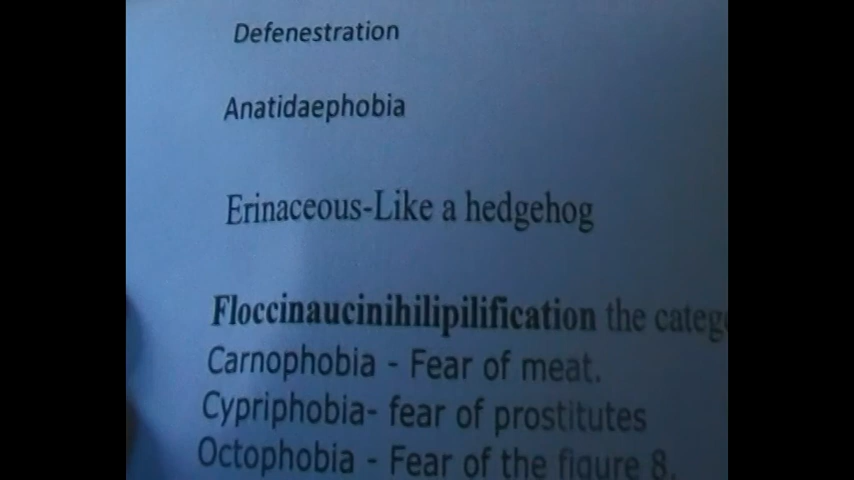 Defenestration
Anatidaephobia
Erinaceous-Like a hedgehog
Floccinaucinihilipilification the
Carnophobia - Fear of meat.
Cypriphobia- fear of prostitutes
Octophobia - Fear of the figure 8.